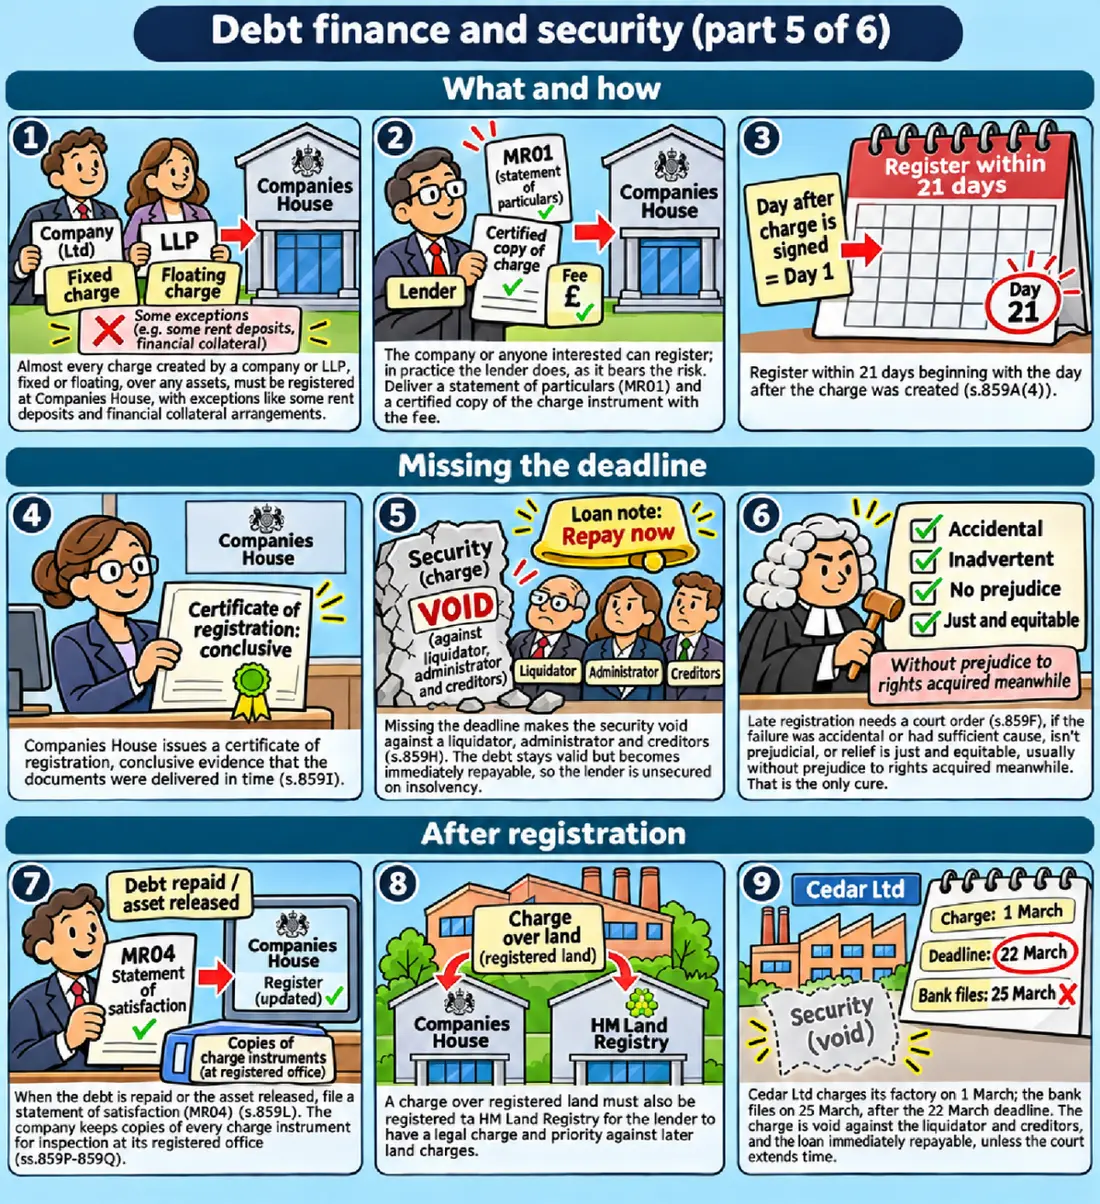 Debt finance and security (part 5 of 6)
What and how
1
Company
(Ltd)
LLP
Fixed
charge
Floating
charge
Companies
House
Some exceptions
(e.g. some rent deposits,
financial collateral)
Almost every charge created by a company or LLP,
fixed or floating, over any assets, must be registered
at Companies House, with exceptions like some rent
deposits and financial collateral arrangements.
2
MR01
(statement
of
particulars)
Certified
copy of
charge
Lender
Fee
£
Companies
House
The company or anyone interested can register;
in practice the lender does, as it bears the risk.
Deliver a statement of particulars (MR01) and
a certified copy of the charge instrument with
the fee.
3
Register within
21 days
Day after
charge is
signed
= Day 1
Day
21
Register within 21 days beginning with the day
after the charge was created (s.859A(4)).
Missing the deadline
4
Companies
House
Certificate of
registration:
conclusive
Companies House issues a certificate of
registration, conclusive evidence that the
documents were delivered in time (s.859I).
5
Security
(charge)
VOID
(against
liquidator,
administrator
and creditors)
Loan note:
Repay now
Liquidator
Administrator
Creditors
Missing the deadline makes the security void
against a liquidator, administrator and creditors
(s.859H). The debt stays valid but becomes
immediately repayable, so the lender is unsecured
on insolvency.
6
Accidental
Inadvertent
No prejudice
Just and equitable
Without prejudice to
rights acquired meanwhile
Late registration needs a court order (s.859F), if the
failure was accidental or had sufficient cause, isn't
prejudicial, or relief is just and equitable, usually
without prejudice to rights acquired meanwhile.
That is the only cure.
After registration
7
Debt repaid /
asset released
MR04
Statement
of
satisfaction
Companies
House
Register
(updated)
Copies of
charge instruments
(at registered office)
When the debt is repaid or the asset released, file a
statement of satisfaction (MR04) (s.859L). The
company keeps copies of every charge instrument
for inspection at its registered office
(ss.859P-859Q).
8
Charge
over land
(registered land)
Companies
House
HM Land
Registry
A charge over registered land must also be
registered ta HM Land Registry for the lender to
have a legal charge and priority against later
land charges.
9
Cedar Ltd
Charge: 1 March
Deadline: 22 March
Bank files: 25 March
Security
(void)
Cedar Ltd charges its factory on 1 March; the bank
files on 25 March, after the 22 March deadline. The
charge is void against the liquidator and creditors,
and the loan immediately repayable, unless the court
extends time.